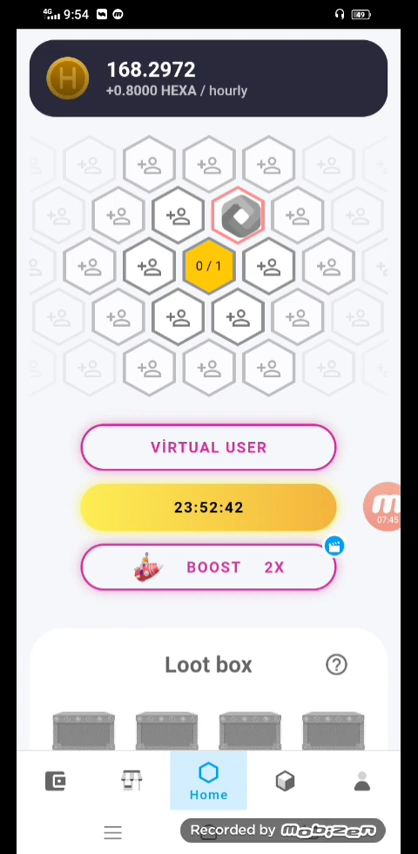 4G 9:54 49
H
168.2972
+0.8000 HEXA / hourly
0 / 1
VİRTUAL USER
23:52:42
07:45
BOOST 2X
Loot box
?
Home
Recorded by mobizen